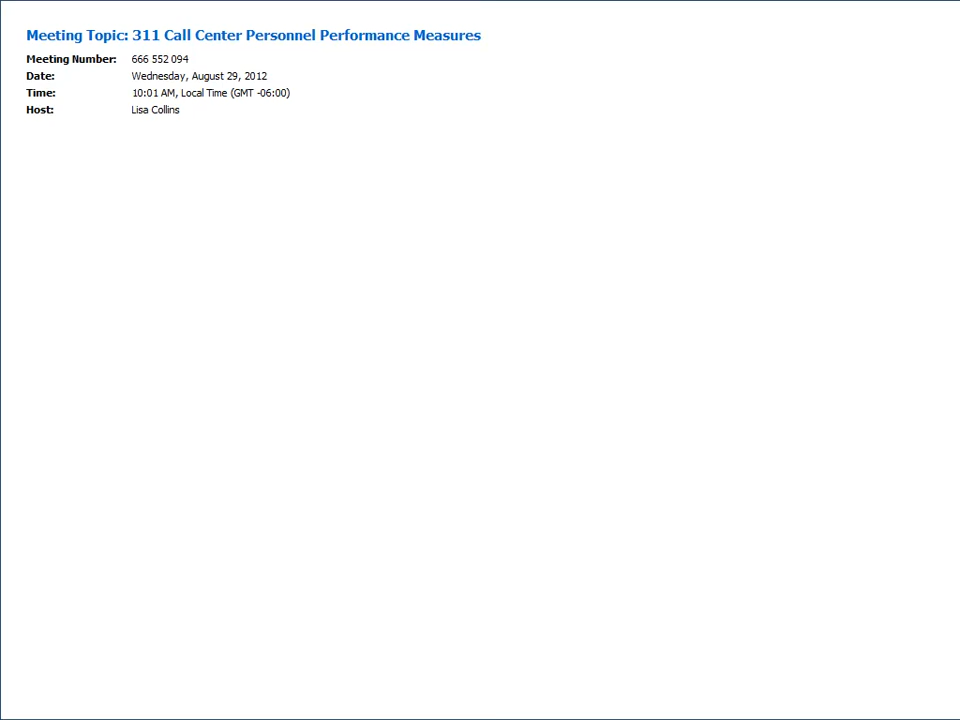 Meeting Topic: 311 Call Center Personnel Performance Measures
Meeting Number: 666 552 094
Date: Wednesday, August 29, 2012
Time: 10:01 AM, Local Time (GMT -06:00)
Host: Lisa Collins